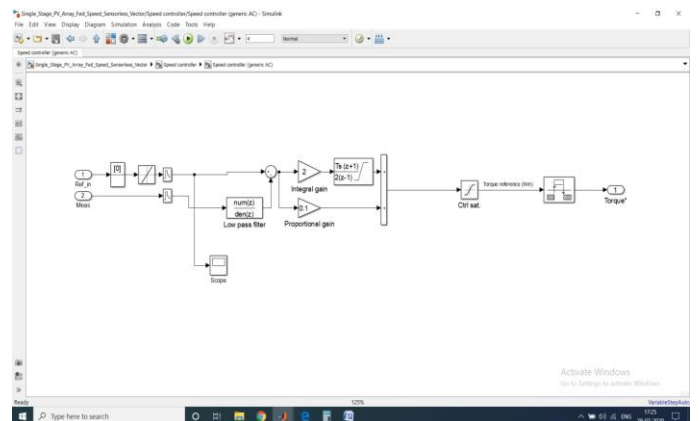 Single_Stage_PV_Array_Fed_Speed_Sensorless_Vector/Speed controller/Speed controller (generic AC) - Simulink
File Edit View Display Diagram Simulation Analysis Code Tools Help
Normal
Speed controller (generic AC)
Single_Stage_PV_Array_Fed_Speed_Sensorless_Vector Speed controller Speed controller (generic AC)
1
Ref_in
[0]
2
Meas
num(z)
den(z)
Low pass filter
2
Integral gain
Ts (z+1)
2(z-1)
0.1
Proportional gain
Scope
Ctrl sat.
Torque reference (Nm)
1
Torque*
Activate Windows
Go to Settings to activate Windows.
Ready
125%
VariableStepAuto
Type here to search
ENG
17:25